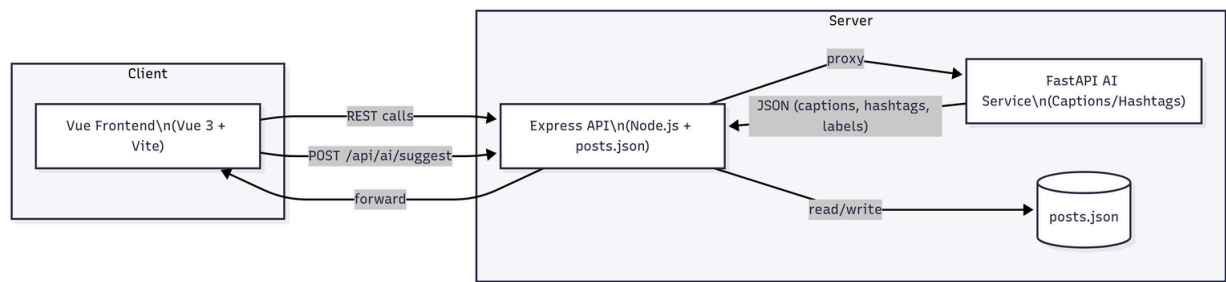 Server
Client
proxy
FastAPI AI
Service\n(Captions/Hashtags)
JSON (captions, hashtags,
labels)
REST calls
Vue Frontend\n(Vue 3 +
Vite)
Express API\n(Node.js +
posts.json)
POST /api/ai/suggest
forward
read/write
posts.json